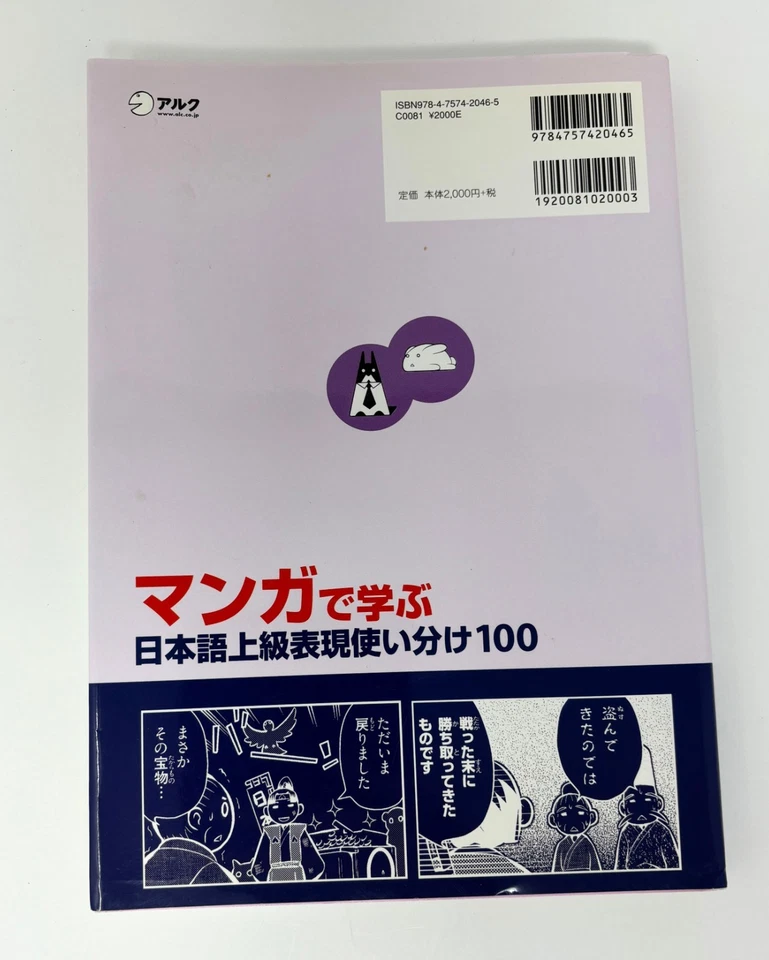 アルク
www.alc.co.jp
ISBN978-4-7574-2046-5
C0081 ¥2000E
9784757420465
定価 本体2,000円+税
1920081020003
マンガで学ぶ
日本語上級表現使い分け100
盗んで
きたのでは
戦った末に
勝ち取ってきた
ものです
ただいま
戻りました
まさか
その宝物…
日本一